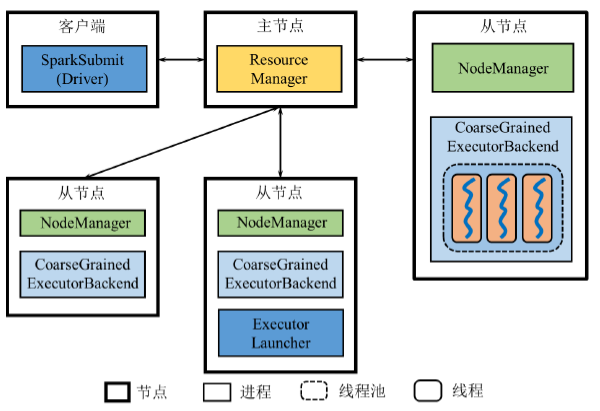 客户端
SparkSubmit
(Driver)
主节点
Resource
Manager
从节点
NodeManager
CoarseGrained
ExecutorBackend
从节点
NodeManager
CoarseGrained
ExecutorBackend
从节点
NodeManager
CoarseGrained
ExecutorBackend
Executor
Launcher
节点
进程
线程池
线程